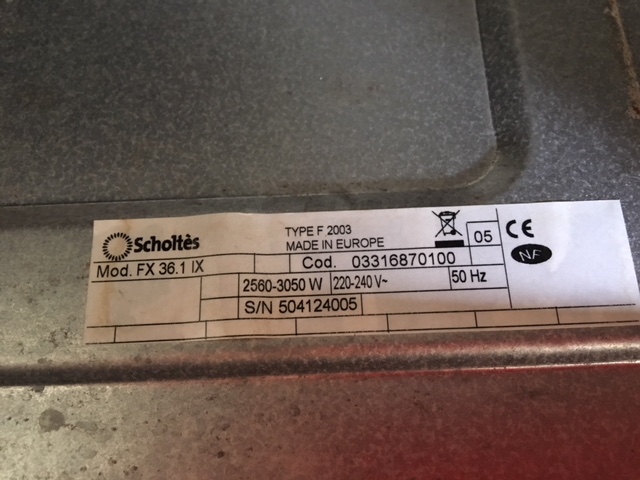 Scholtès
TYPE F 2003
MADE IN EUROPE
05
CE
NF
Mod. FX 36.1 IX
Cod. 03316870100
2560-3050 W
220-240 V~
50 Hz
S/N 504124005